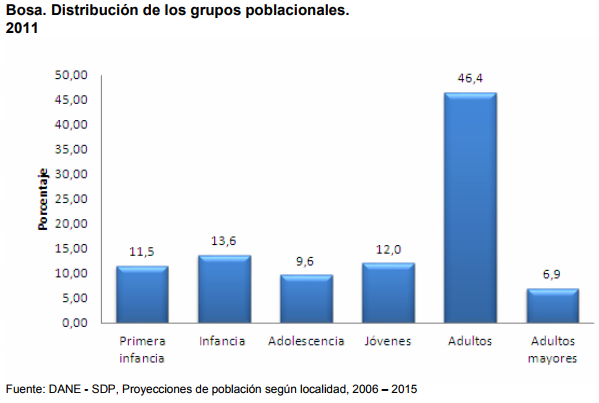 Bosa. Distribución de los grupos poblacionales.
2011
50,00
45,00
40,00
35,00
30,00
25,00
20,00
15,00
10,00
5,00
0,00
Porcentaje
11,5
13,6
9,6
12,0
46,4
6,9
Primera
infancia
Infancia
Adolescencia
Jóvenes
Adultos
Adultos
mayores
Fuente: DANE - SDP, Proyecciones de población según localidad, 2006 – 2015